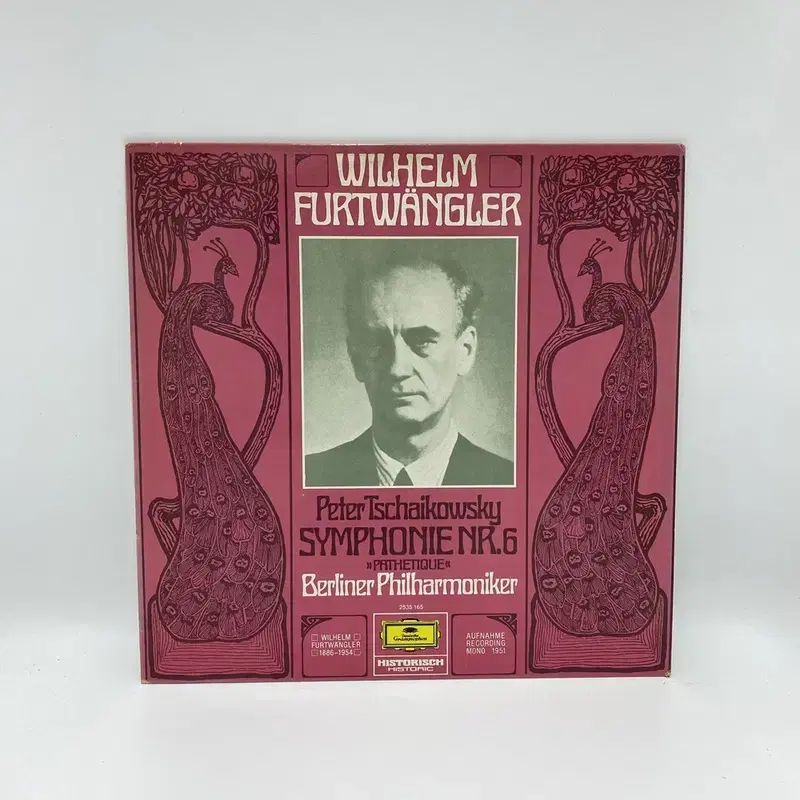 WILHELM
FURTWÄNGLER
Peter Tschaikowsky
SYMPHONIE NR.6
»PATHETIQUE«
Berliner Philharmoniker
2535 165
WILHELM
FURTWÄNGLER
1886-1954
Deutsche
Grammophon
HISTORISCH
HISTORIC
AUFNAHME
RECORDING
MONO 1951